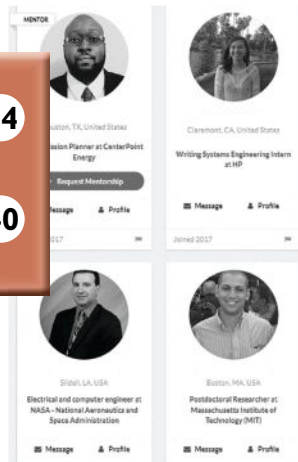 MENTOR
4
0
TX, United States
Planner at CenterPoint
Energy
Request Mentorship
Message Profile
2017
Claremont, CA, United States
Writing Systems Engineering Intern
at HP
Message Profile
Joined 2017
Slidell, LA, USA
Electrical and computer engineer at
NASA - National Aeronautics and
Space Administration
Message Profile
Boston, MA, USA
Postdoctoral Researcher at
Massachusetts Institute of
Technology (MIT)
Message Profile